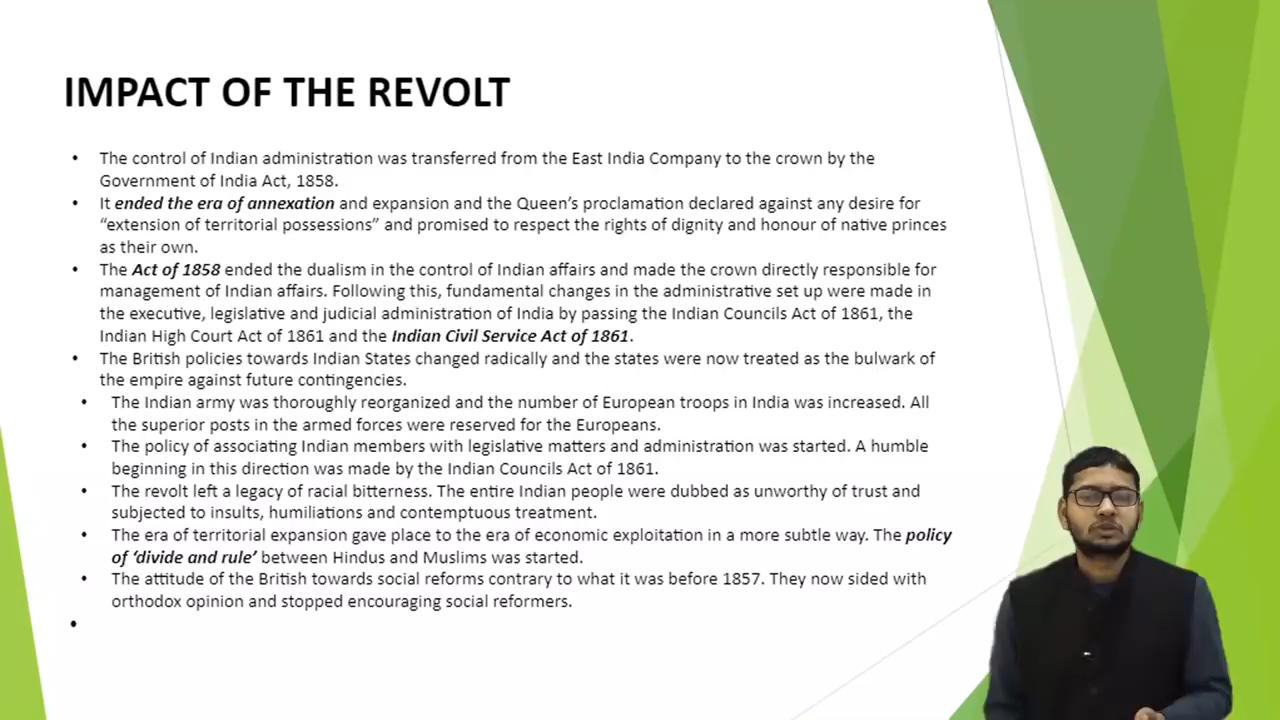 IMPACT OF THE REVOLT
• The control of Indian administration was transferred from the East India Company to the crown by the
Government of India Act, 1858.
• It ended the era of annexation and expansion and the Queen’s proclamation declared against any desire for
“extension of territorial possessions” and promised to respect the rights of dignity and honour of native princes
as their own.
• The Act of 1858 ended the dualism in the control of Indian affairs and made the crown directly responsible for
management of Indian affairs. Following this, fundamental changes in the administrative set up were made in
the executive, legislative and judicial administration of India by passing the Indian Councils Act of 1861, the
Indian High Court Act of 1861 and the Indian Civil Service Act of 1861.
• The British policies towards Indian States changed radically and the states were now treated as the bulwark of
the empire against future contingencies.
• The Indian army was thoroughly reorganized and the number of European troops in India was increased. All
the superior posts in the armed forces were reserved for the Europeans.
• The policy of associating Indian members with legislative matters and administration was started. A humble
beginning in this direction was made by the Indian Councils Act of 1861.
• The revolt left a legacy of racial bitterness. The entire Indian people were dubbed as unworthy of trust and
subjected to insults, humiliations and contemptuous treatment.
• The era of territorial expansion gave place to the era of economic exploitation in a more subtle way. The policy
of ‘divide and rule’ between Hindus and Muslims was started.
• The attitude of the British towards social reforms contrary to what it was before 1857. They now sided with
orthodox opinion and stopped encouraging social reformers.
•